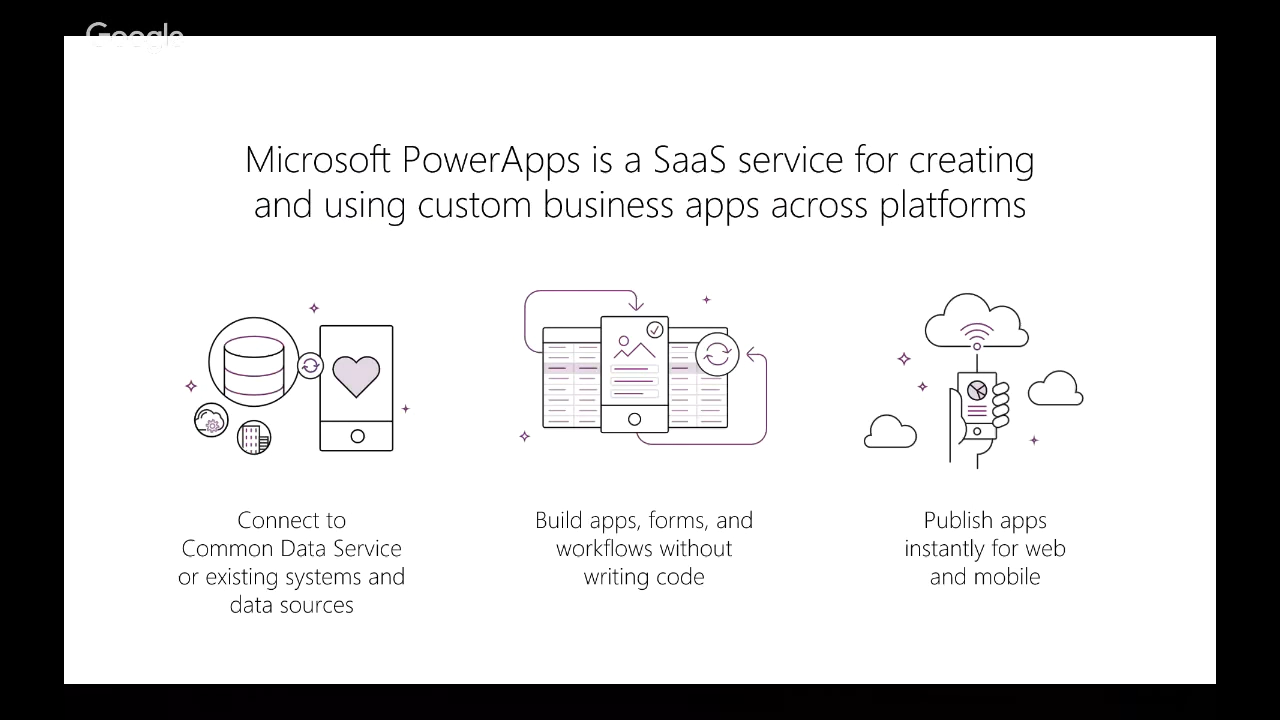 Google
Microsoft PowerApps is a SaaS service for creating
and using custom business apps across platforms
Connect to
Common Data Service
or existing systems and
data sources
Build apps, forms, and
workflows without
writing code
Publish apps
instantly for web
and mobile